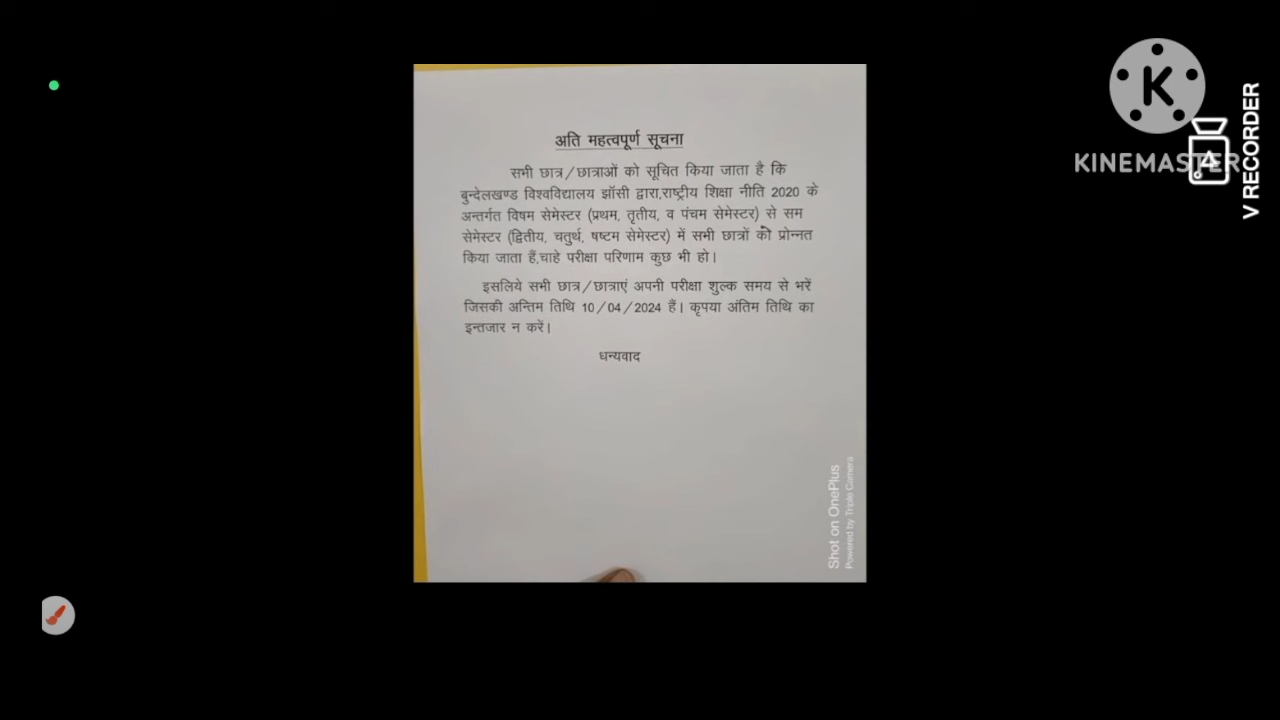 अति महत्वपूर्ण सूचना
सभी छात्र/छात्राओं को सूचित किया जाता है कि
बुन्देलखण्ड विश्वविद्यालय झॉसी द्वारा,राष्ट्रीय शिक्षा नीति 2020 के
अन्तर्गत विषम सेमेस्टर (प्रथम, तृतीय, व पंचम सेमेस्टर) से सम
सेमेस्टर (द्वितीय, चतुर्थ, षष्टम सेमेस्टर) में सभी छात्रों को प्रोन्नत
किया जाता हैं,चाहे परीक्षा परिणाम कुछ भी हो।
इसलिये सभी छात्र/छात्राएं अपनी परीक्षा शुल्क समय से भरें
जिसकी अन्तिम तिथि 10/04/2024 हैं। कृपया अंतिम तिथि का
इन्तजार न करें।
धन्यवाद
Shot on OnePlus
Powered by Triple Camera
K
KINEMASTER
V RECORDER